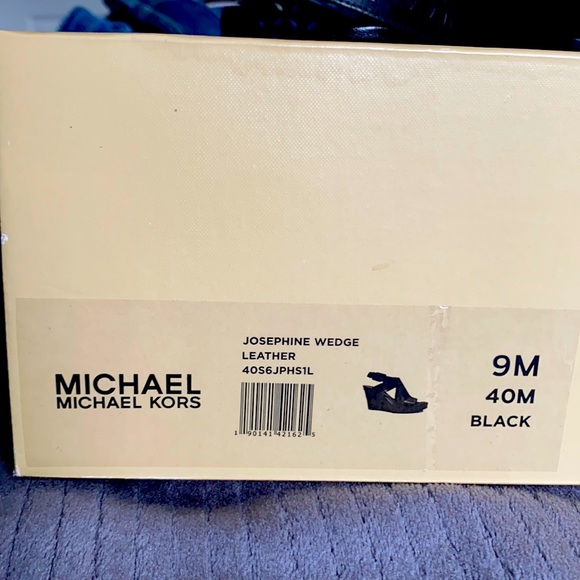 MICHAEL
MICHAEL KORS
JOSEPHINE WEDGE
LEATHER
40S6JPHS1L
1 90141 42162 5
9M
40M
BLACK